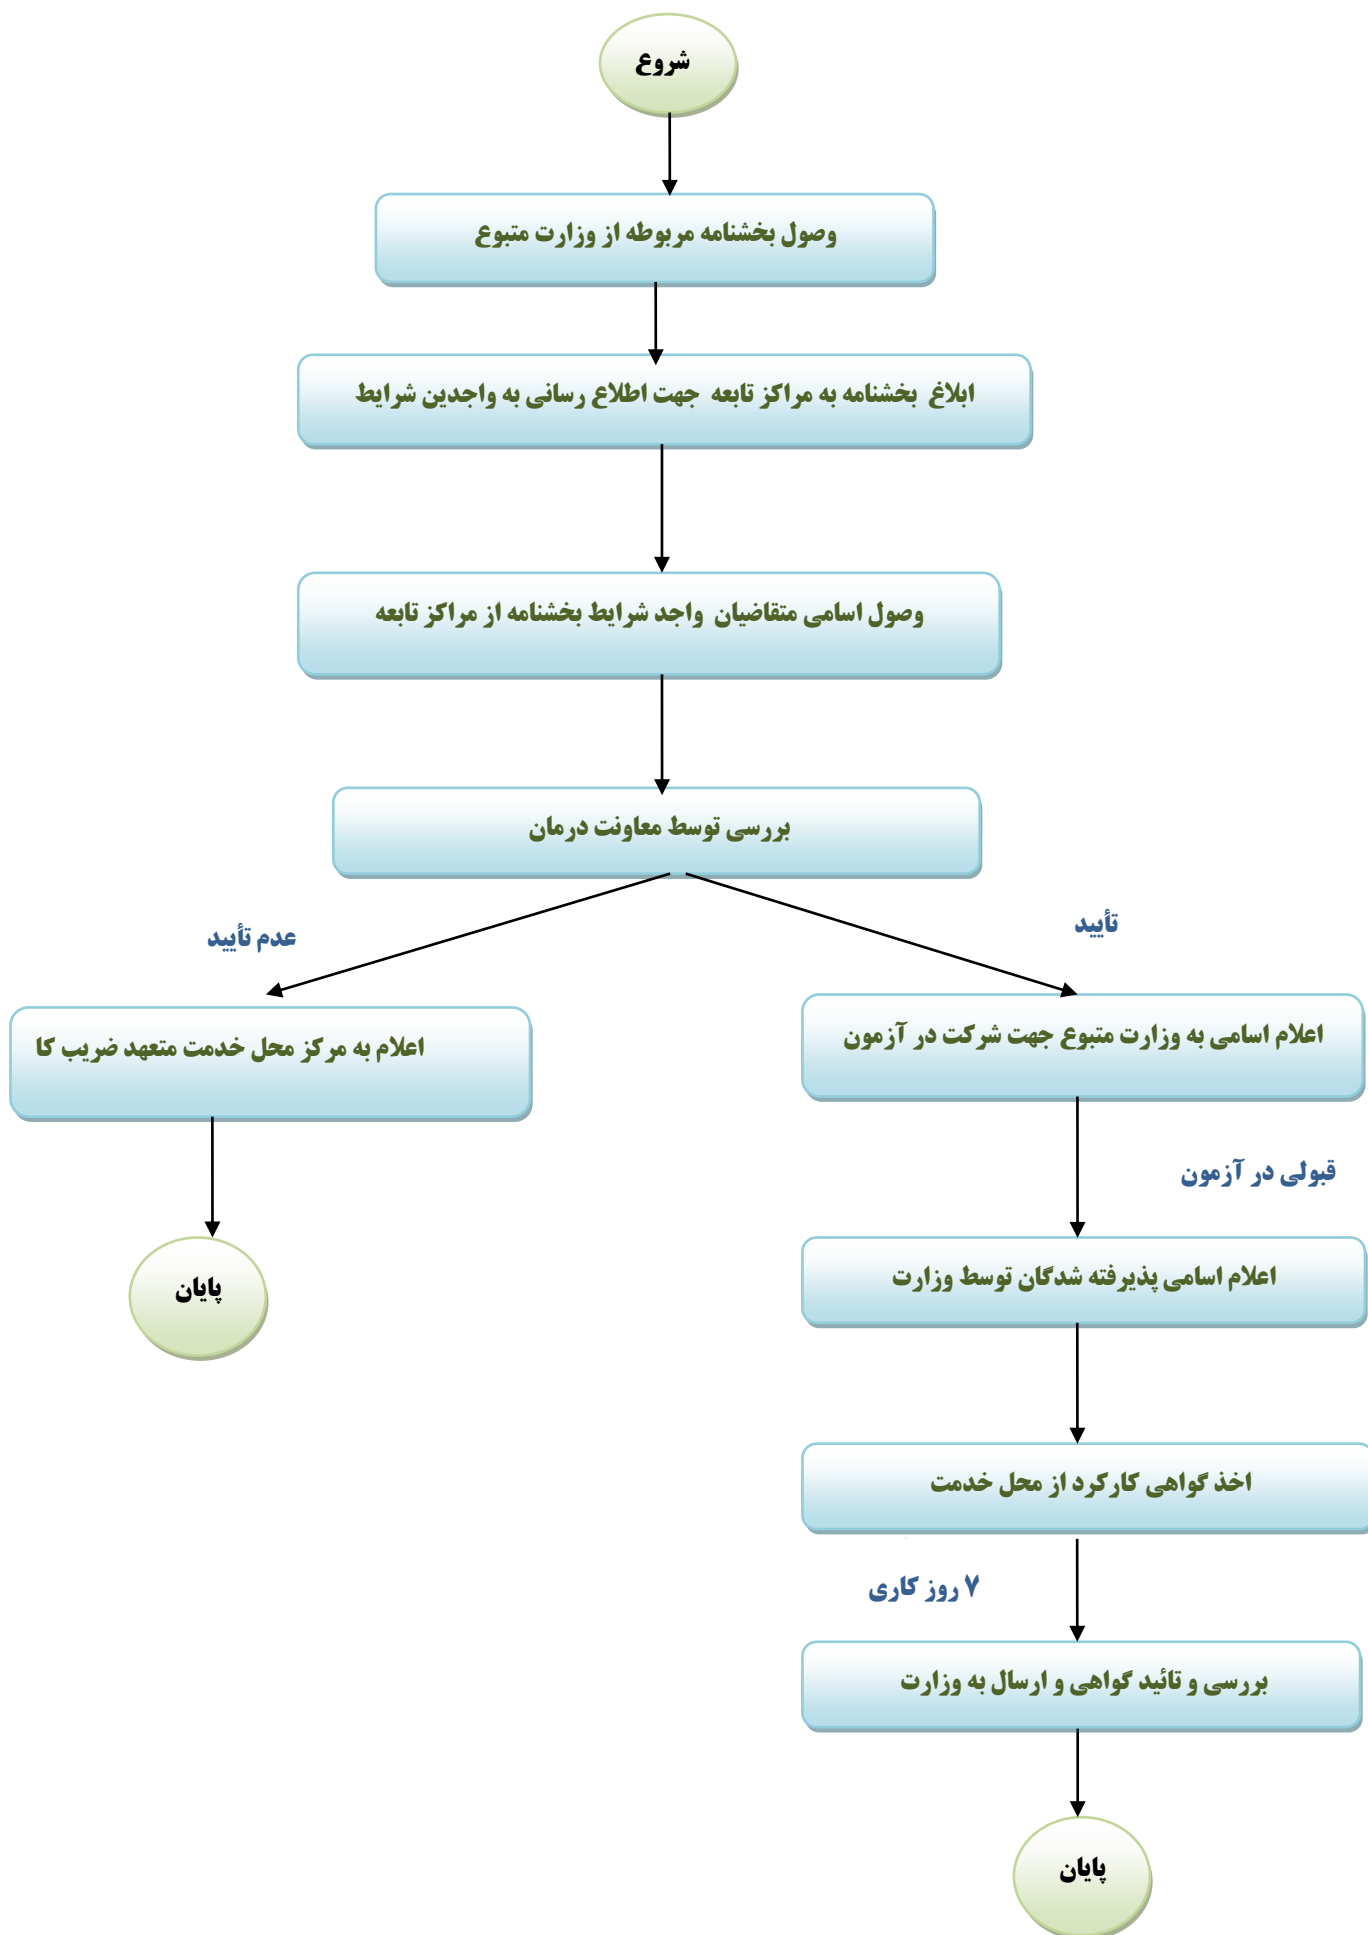 شروع
وصول بخشنامه مربوطه از وزارت متبوع
ابلاغ بخشنامه به مراکز تابعه جهت اطلاع رسانی به واجدین شرایط
وصول اسامی متقاضیان واجد شرایط بخشنامه از مراکز تابعه
بررسی توسط معاونت درمان
تأیید
عدم تأیید
اعلام اسامی به وزارت متبوع جهت شرکت در آزمون
اعلام به مرکز محل خدمت متعهد ضریب کا
قبولی در آزمون
اعلام اسامی پذیرفته شدگان توسط وزارت
پایان
اخذ گواهی کارکرد از محل خدمت
۷ روز کاری
بررسی و تائید گواهی و ارسال به وزارت
پایان